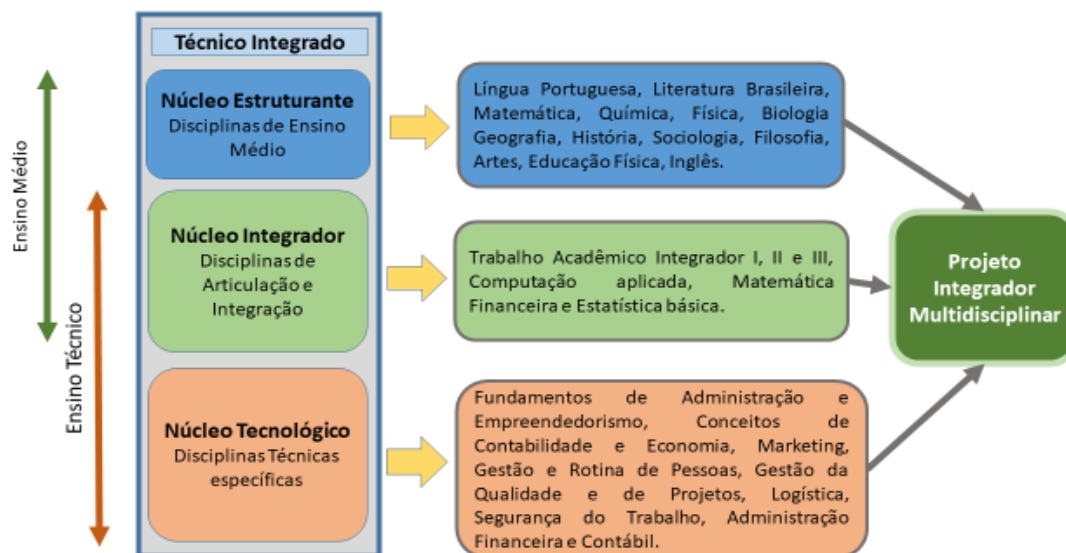 Técnico Integrado
Ensino Médio
Ensino Técnico
Núcleo Estruturante
Disciplinas de Ensino
Médio
Língua Portuguesa, Literatura Brasileira,
Matemática, Química, Física, Biologia
Geografia, História, Sociologia, Filosofia,
Artes, Educação Física, Inglês.
Núcleo Integrador
Disciplinas de
Articulação e
Integração
Trabalho Acadêmico Integrador I, II e III,
Computação aplicada, Matemática
Financeira e Estatística básica.
Núcleo Tecnológico
Disciplinas Técnicas
específicas
Fundamentos de Administração e
Empreendedorismo, Conceitos de
Contabilidade e Economia, Marketing,
Gestão e Rotina de Pessoas, Gestão da
Qualidade e de Projetos, Logística,
Segurança do Trabalho, Administração
Financeira e Contábil.
Projeto
Integrador
Multidisciplinar